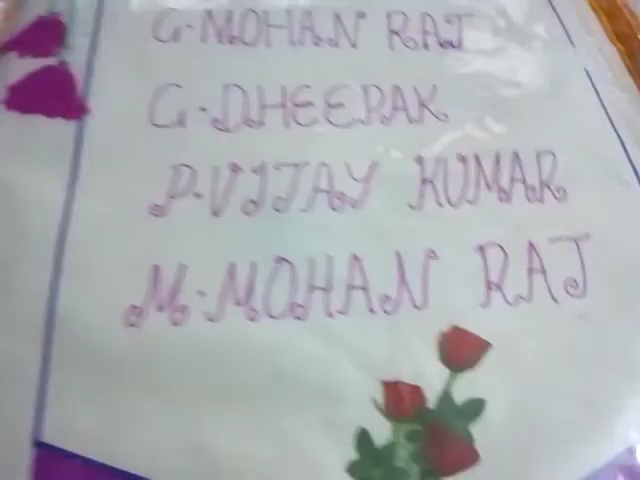 G.MOHAN RAJ
G.DHEEPAK
P.VIJAY KUMAR
M.MOHAN RAJ